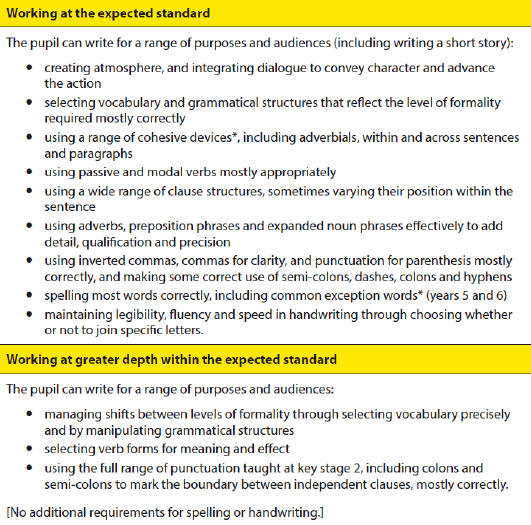 Working at the expected standard
The pupil can write for a range of purposes and audiences (including writing a short story):
• creating atmosphere, and integrating dialogue to convey character and advance
the action
• selecting vocabulary and grammatical structures that reflect the level of formality
required mostly correctly
• using a range of cohesive devices*, including adverbials, within and across sentences
and paragraphs
• using passive and modal verbs mostly appropriately
• using a wide range of clause structures, sometimes varying their position within the
sentence
• using adverbs, preposition phrases and expanded noun phrases effectively to add
detail, qualification and precision
• using inverted commas, commas for clarity, and punctuation for parenthesis mostly
correctly, and making some correct use of semi-colons, dashes, colons and hyphens
• spelling most words correctly, including common exception words* (years 5 and 6)
• maintaining legibility, fluency and speed in handwriting through choosing whether
or not to join specific letters.
Working at greater depth within the expected standard
The pupil can write for a range of purposes and audiences:
• managing shifts between levels of formality through selecting vocabulary precisely
and by manipulating grammatical structures
• selecting verb forms for meaning and effect
• using the full range of punctuation taught at key stage 2, including colons and
semi-colons to mark the boundary between independent clauses, mostly correctly.
[No additional requirements for spelling or handwriting.]